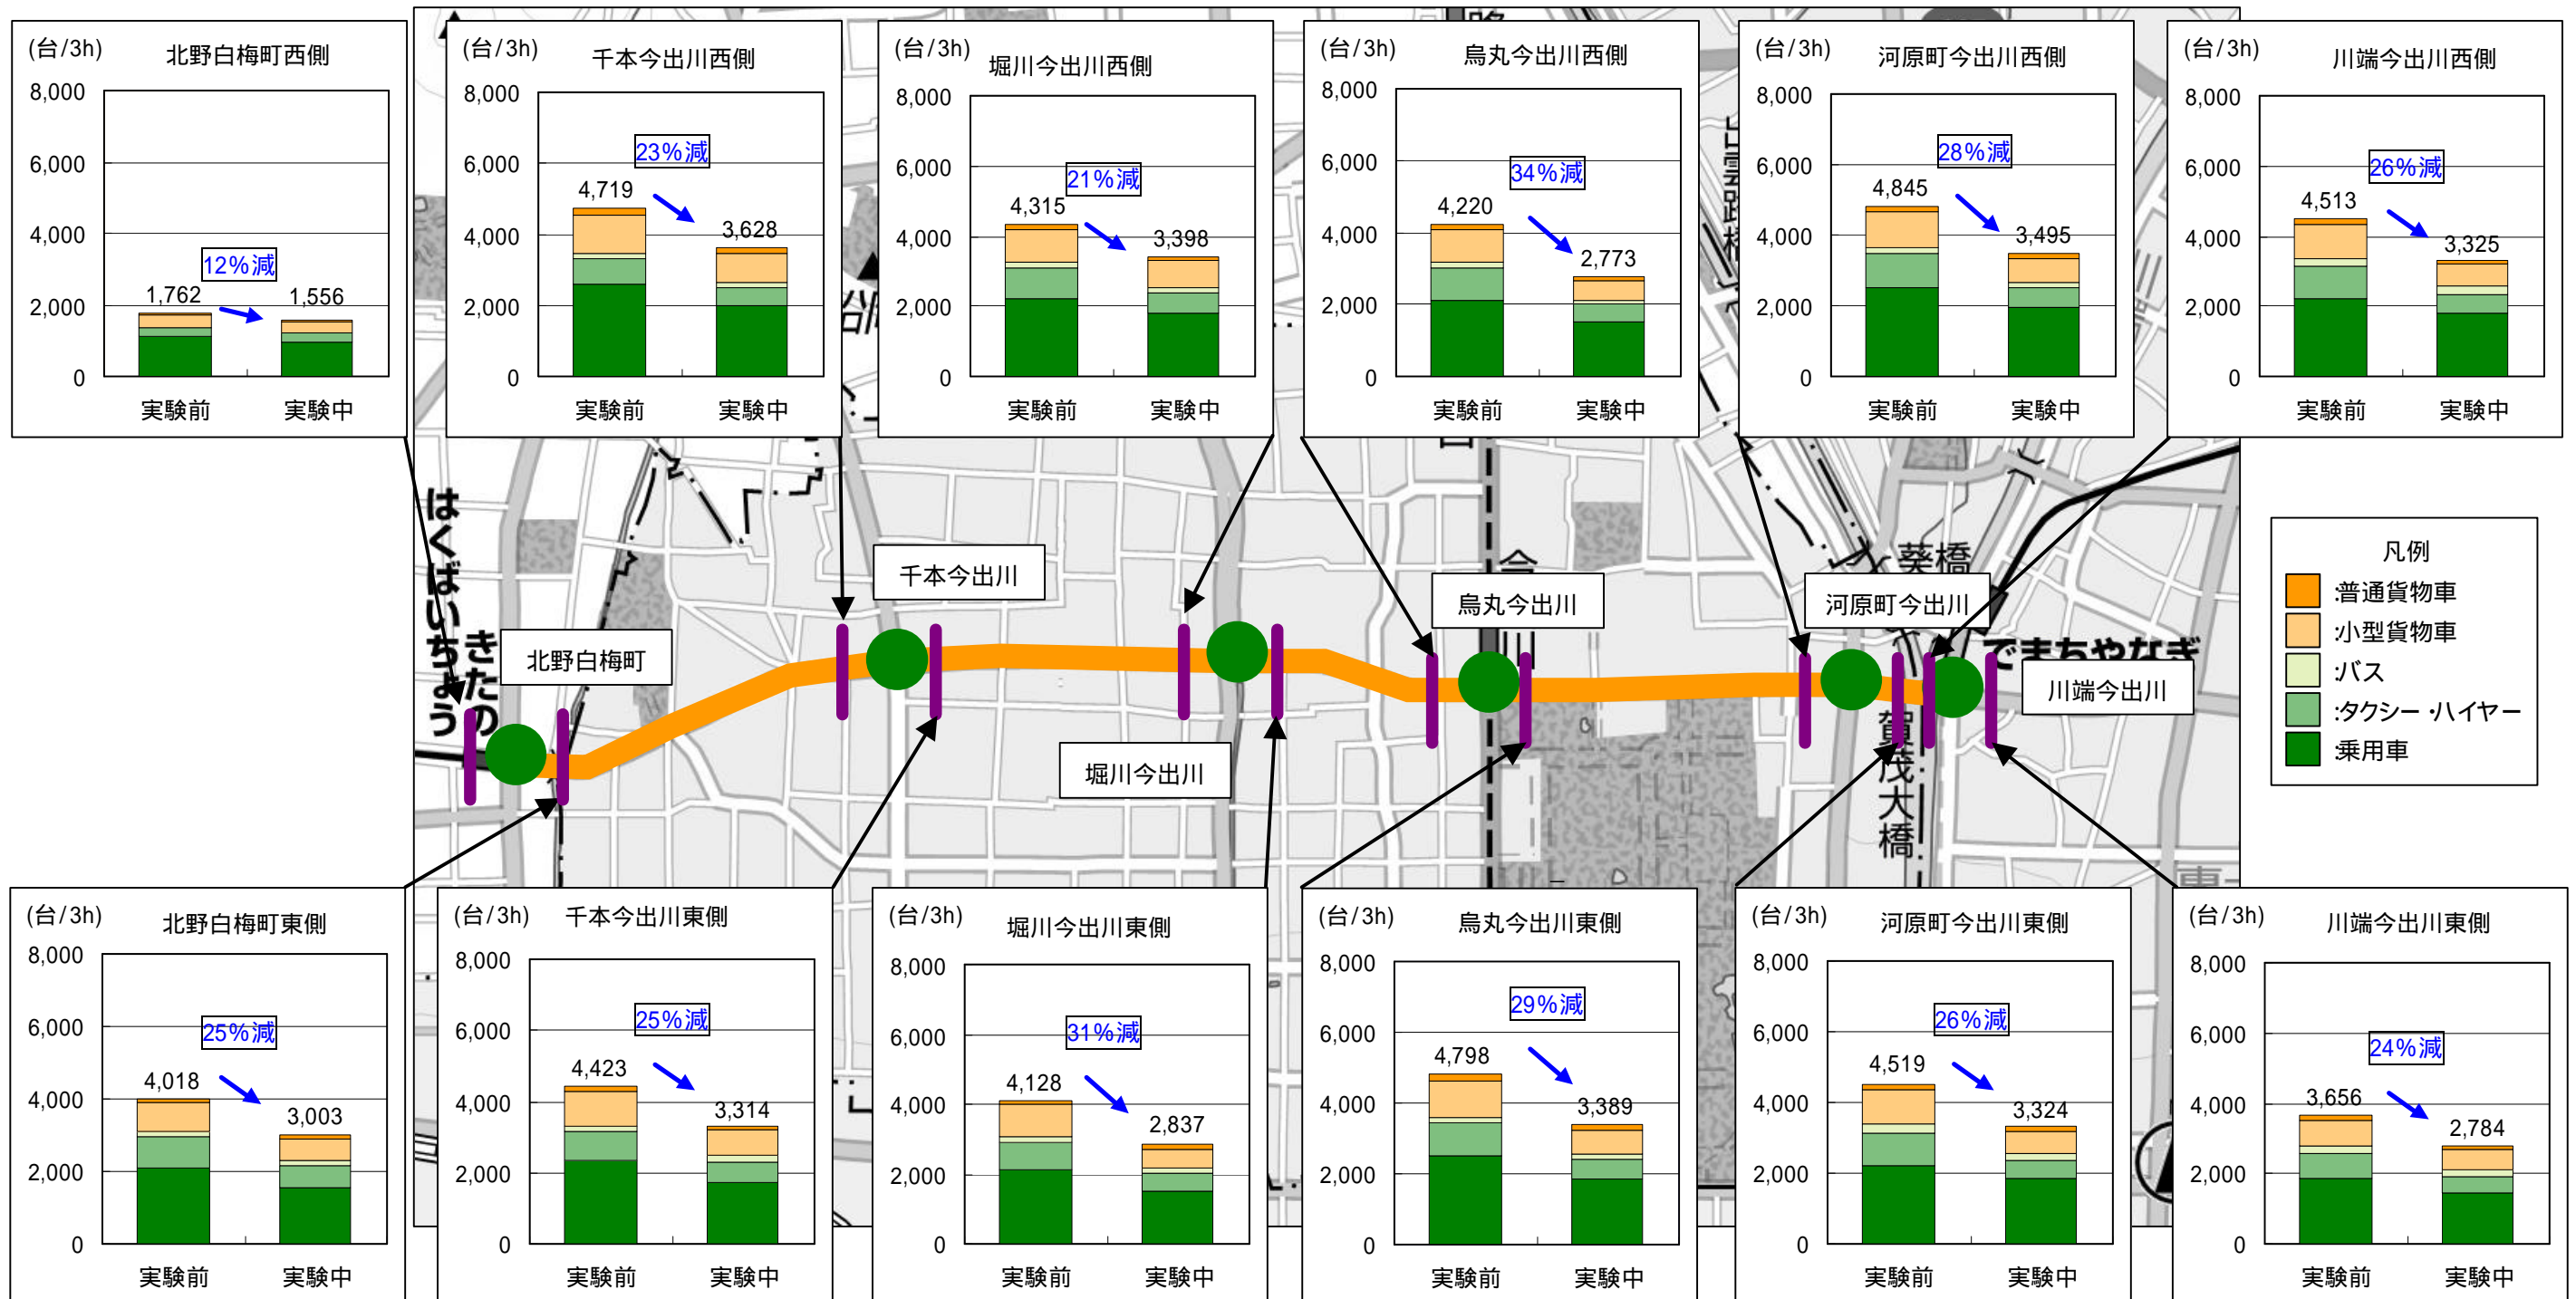 (台/3h)
北野白梅町西側
8,000
6,000
4,000
2,000
0
12%減
1,762
1,556
実験前
実験中
(台/3h)
千本今出川西側
8,000
6,000
4,000
2,000
0
23%減
4,719
3,628
実験前
実験中
(台/3h)
堀川今出川西側
8,000
6,000
4,000
2,000
0
21%減
4,315
3,398
実験前
実験中
(台/3h)
烏丸今出川西側
8,000
6,000
4,000
2,000
0
34%減
4,220
2,773
実験前
実験中
(台/3h)
河原町今出川西側
8,000
6,000
4,000
2,000
0
28%減
4,845
3,495
実験前
実験中
(台/3h)
川端今出川西側
8,000
6,000
4,000
2,000
0
26%減
4,513
3,325
実験前
実験中
はくばいちょう
きたの
北野白梅町
千本今出川
堀川今出川
烏丸今出川
河原町今出川
川端今出川
葵橋
でまちやなぎ
賀茂大橋
凡例
:普通貨物車
:小型貨物車
:バス
:タクシー・ハイヤー
:乗用車
(台/3h)
北野白梅町東側
8,000
6,000
4,000
2,000
0
25%減
4,018
3,003
実験前
実験中
(台/3h)
千本今出川東側
8,000
6,000
4,000
2,000
0
25%減
4,423
3,314
実験前
実験中
(台/3h)
堀川今出川東側
8,000
6,000
4,000
2,000
0
31%減
4,128
2,837
実験前
実験中
(台/3h)
烏丸今出川東側
8,000
6,000
4,000
2,000
0
29%減
4,798
3,389
実験前
実験中
(台/3h)
河原町今出川東側
8,000
6,000
4,000
2,000
0
26%減
4,519
3,324
実験前
実験中
(台/3h)
川端今出川東側
8,000
6,000
4,000
2,000
0
24%減
3,656
2,784
実験前
実験中